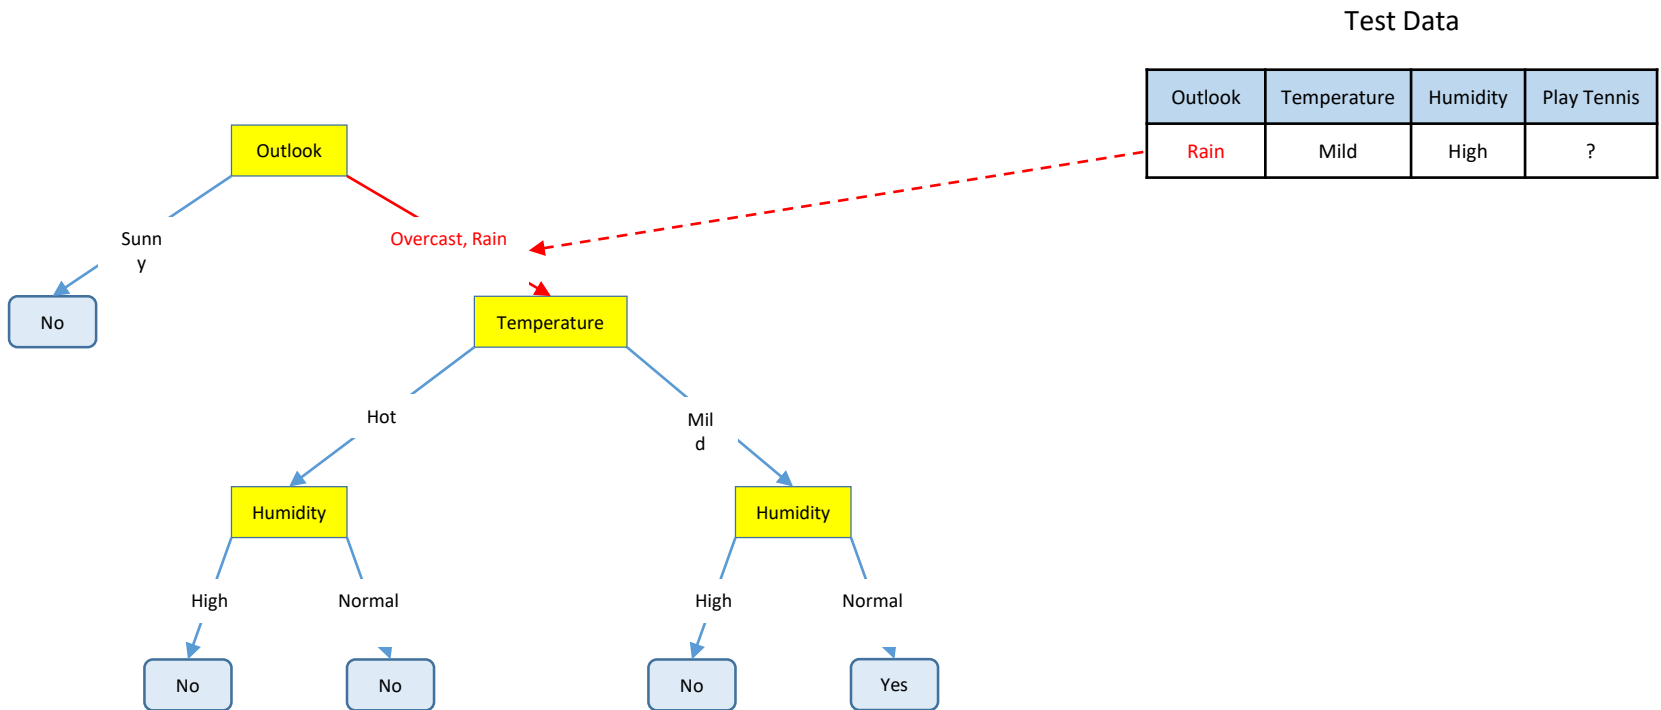 Test Data
Outlook Temperature Humidity Play Tennis
Rain Mild High ?
Outlook
Sunn
y
Overcast, Rain
No
Temperature
Hot
Mil
d
Humidity
Humidity
High
Normal
High
Normal
No
No
No
Yes